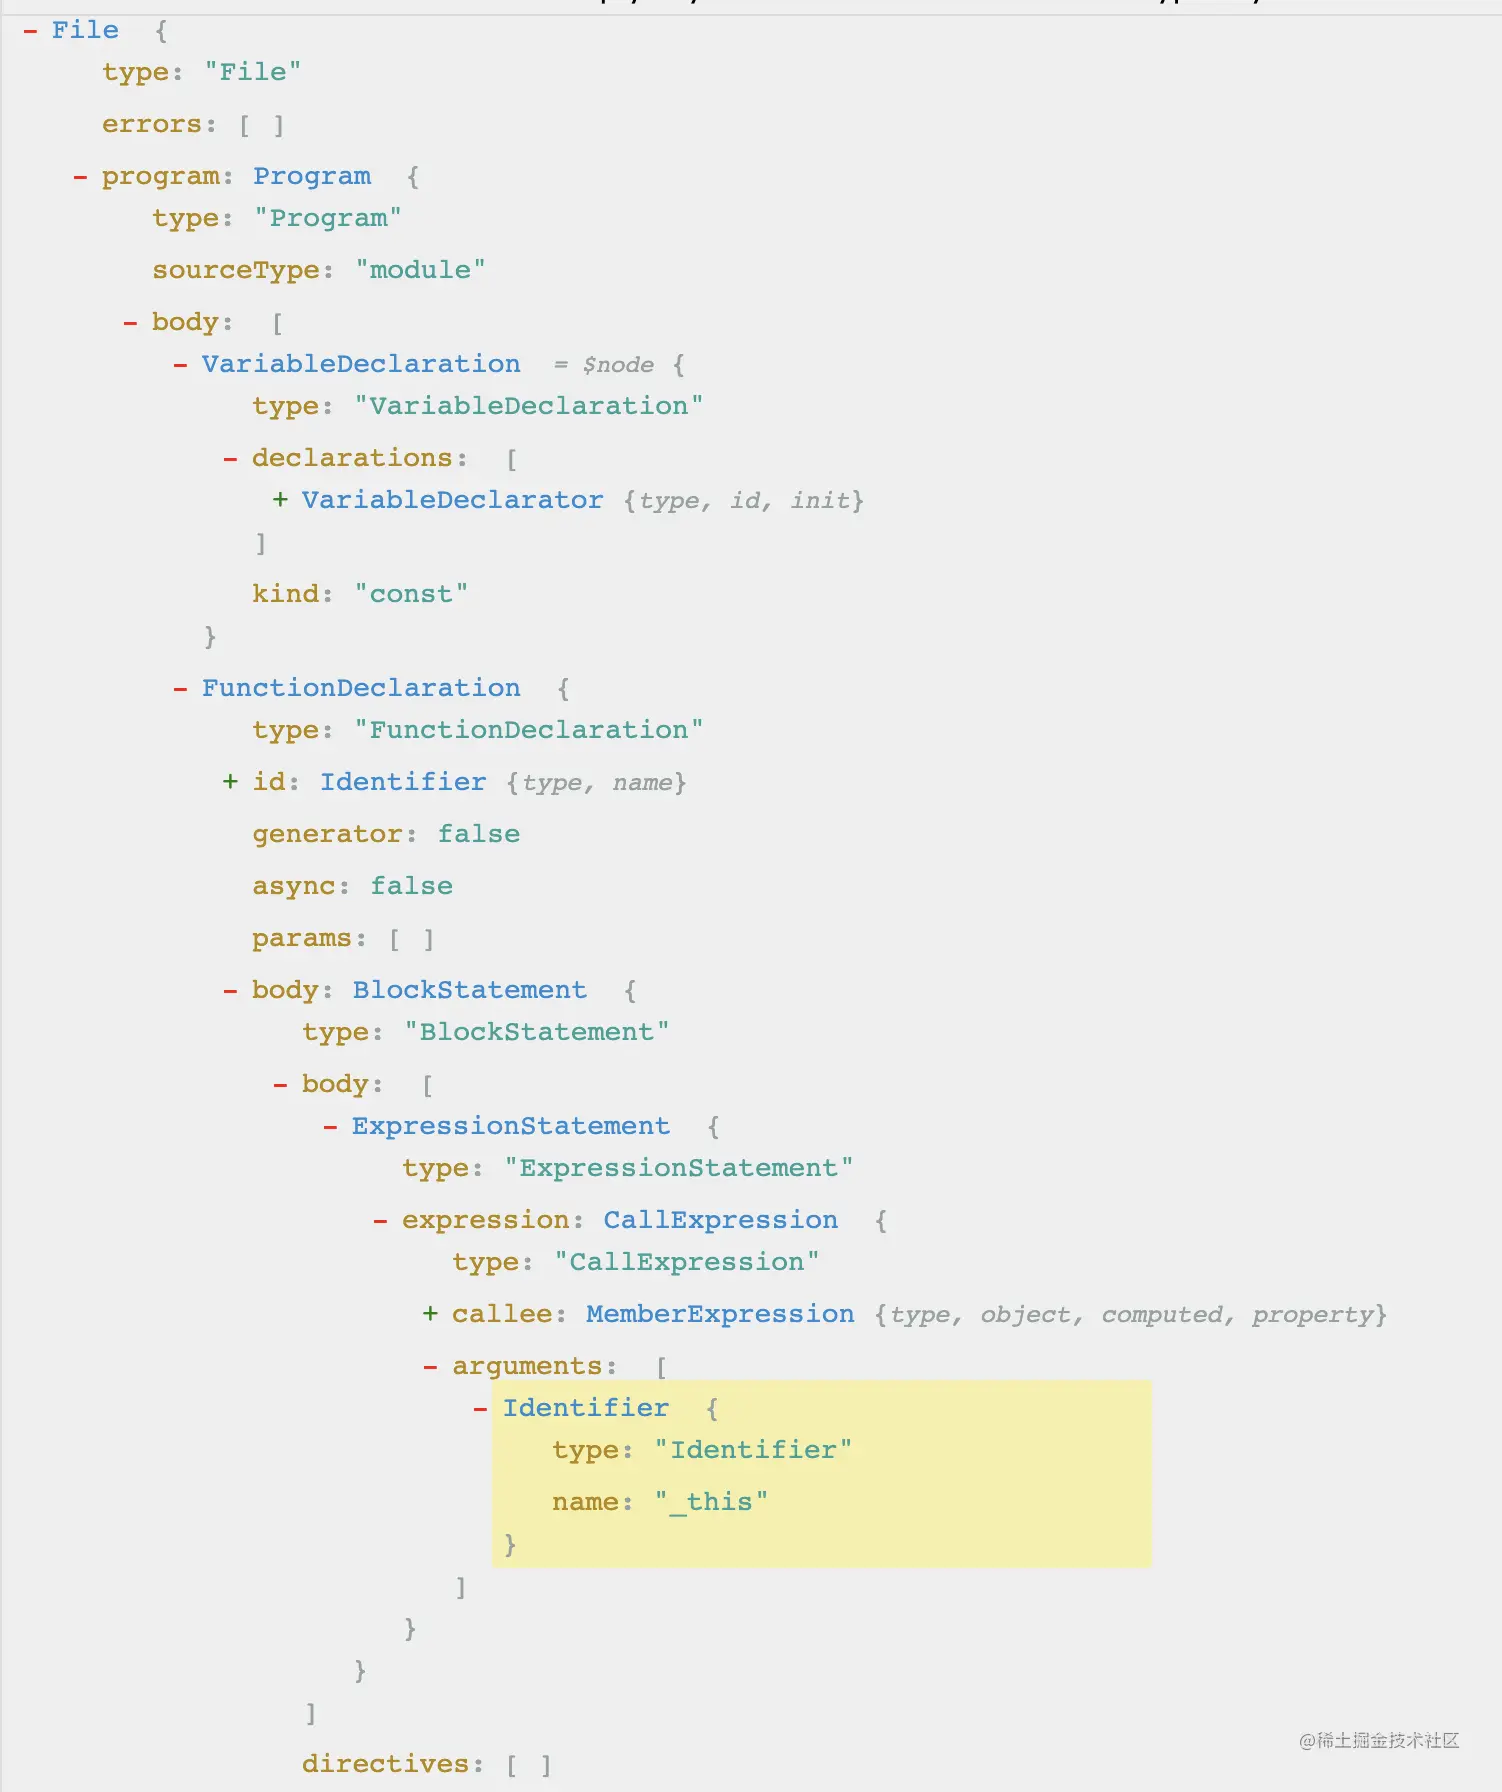 - File {
type: "File"
errors: [ ]
- program: Program {
type: "Program"
sourceType: "module"
- body: [
- VariableDeclaration = $node {
type: "VariableDeclaration"
- declarations: [
+ VariableDeclarator {type, id, init}
]
kind: "const"
}
- FunctionDeclaration {
type: "FunctionDeclaration"
+ id: Identifier {type, name}
generator: false
async: false
params: [ ]
- body: BlockStatement {
type: "BlockStatement"
- body: [
- ExpressionStatement {
type: "ExpressionStatement"
- expression: CallExpression {
type: "CallExpression"
+ callee: MemberExpression {type, object, computed, property}
- arguments: [
- Identifier {
type: "Identifier"
name: "_this"
}
]
}
}
]
@稀土掘金技术社区
directives: [ ]